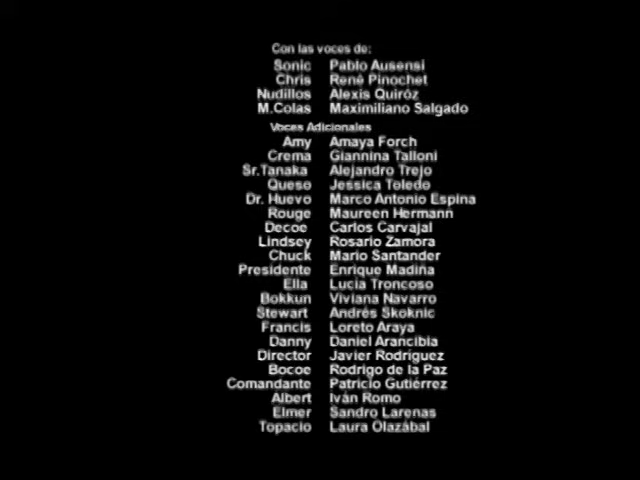 Con las voces de:
Sonic Pablo Ausensi
Chris René Pinochet
Nudillos Alexis Quiróz
M.Colas Maximiliano Salgado
Voces Adicionales
Amy Amaya Forch
Crema Giannina Talloni
Sr.Tanaka Alejandro Trejo
Queso Jessica Toledo
Dr. Huevo Marco Antonio Espina
Rouge Maureen Hermann
Decoe Carlos Carvajal
Lindsey Rosario Zamora
Chuck Mario Santander
Presidente Enrique Madiña
Ella Lucía Troncoso
Bokkun Viviana Navarro
Stewart Andrés Skoknic
Francis Loreto Araya
Danny Daniel Arancibia
Director Javier Rodríguez
Bocoe Rodrigo de la Paz
Comandante Patricio Gutiérrez
Albert Iván Romo
Elmer Sandro Larenas
Topacio Laura Olazábal